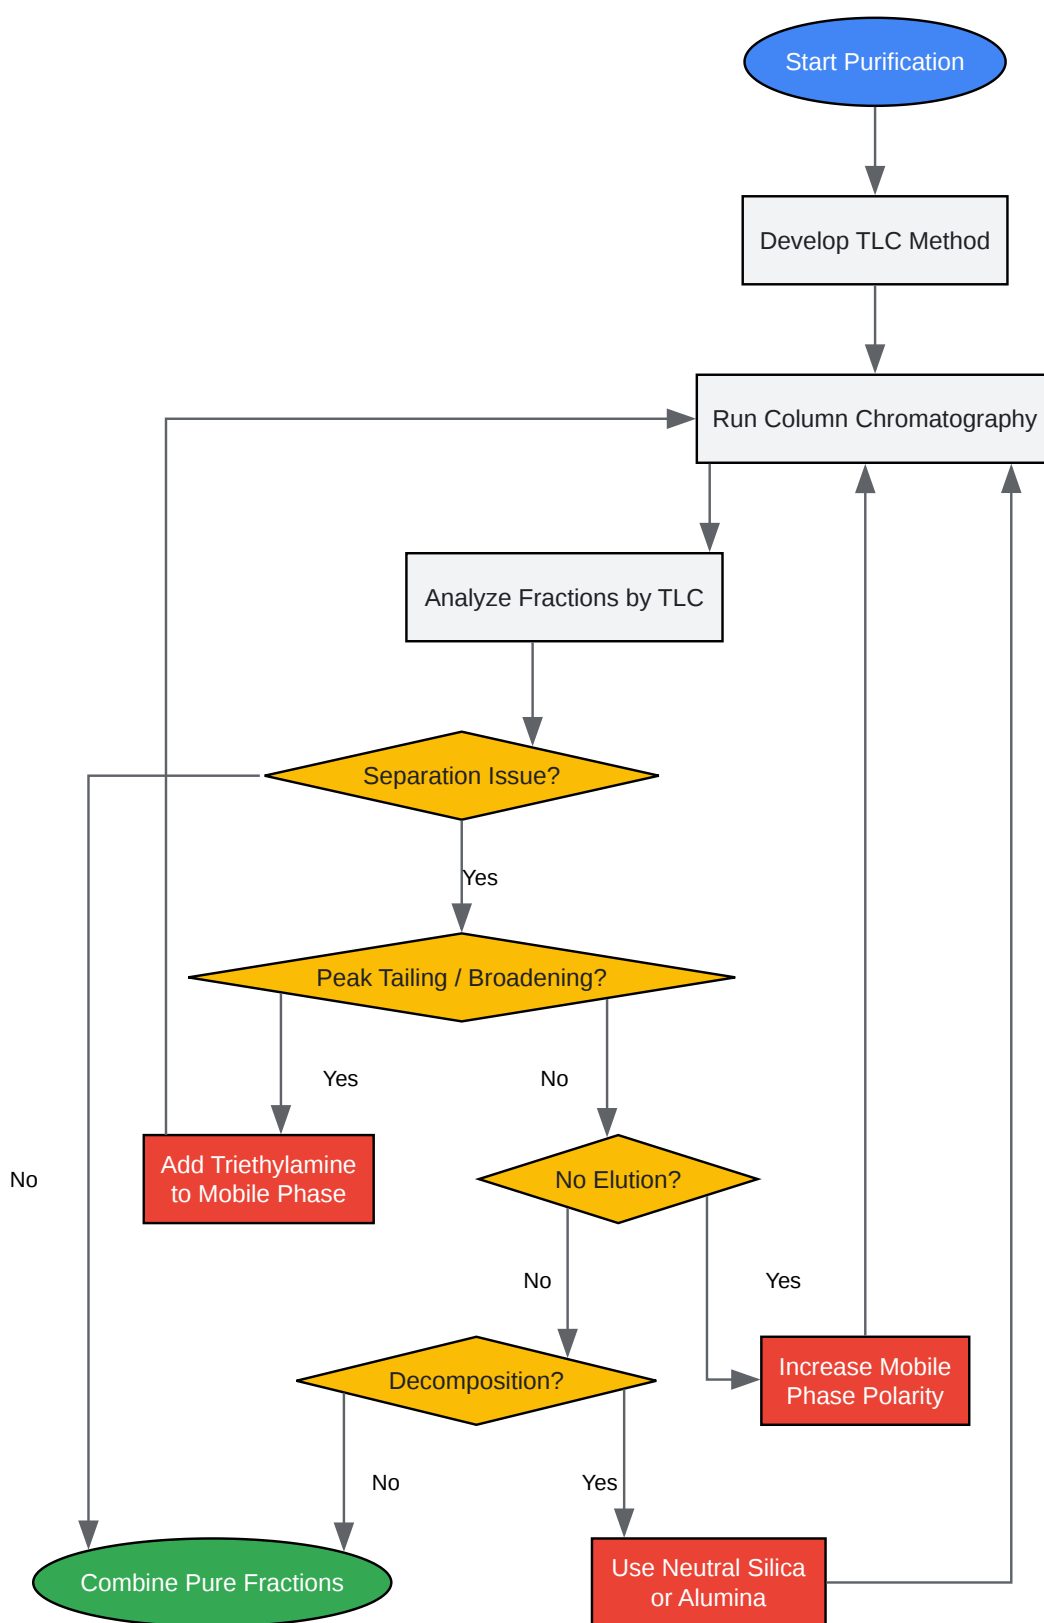 Start Purification
Develop TLC Method
Run Column Chromatography
Analyze Fractions by TLC
Separation Issue?
Yes
Peak Tailing / Broadening?
Yes
No
Add Triethylamine
to Mobile Phase
No
No Elution?
No
Yes
Increase Mobile
Phase Polarity
Decomposition?
No
Yes
Combine Pure Fractions
Use Neutral Silica
or Alumina